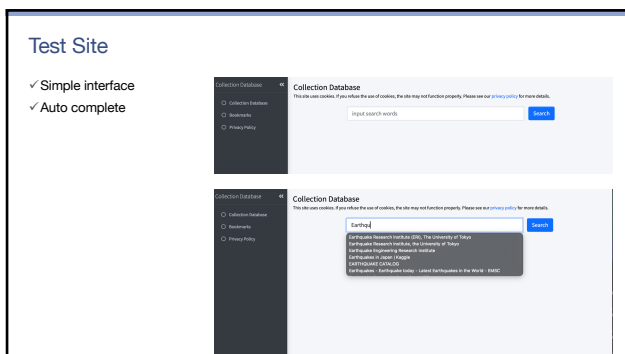 Test Site
✓Simple interface
✓Auto complete
Collection Database «
Collection Database
Bookmarks
Privacy Policy
Collection Database
This site uses cookies. If you refuse the use of cookies, the site may not function properly. Please see our privacy policy for more details.
input search words
Search
Collection Database «
Collection Database
Bookmarks
Privacy Policy
Collection Database
This site uses cookies. If you refuse the use of cookies, the site may not function properly. Please see our privacy policy for more details.
Earthqu
Search
Earthquake Research Institute (ERI), The University of Tokyo
Earthquake Research Institute, the University of Tokyo
Earthquake Engineering Research Institute
Earthquakes in Japan | Kaggle
EARTHQUAKE CATALOG
Earthquakes - Earthquake today - Latest Earthquakes in the World - EMSC